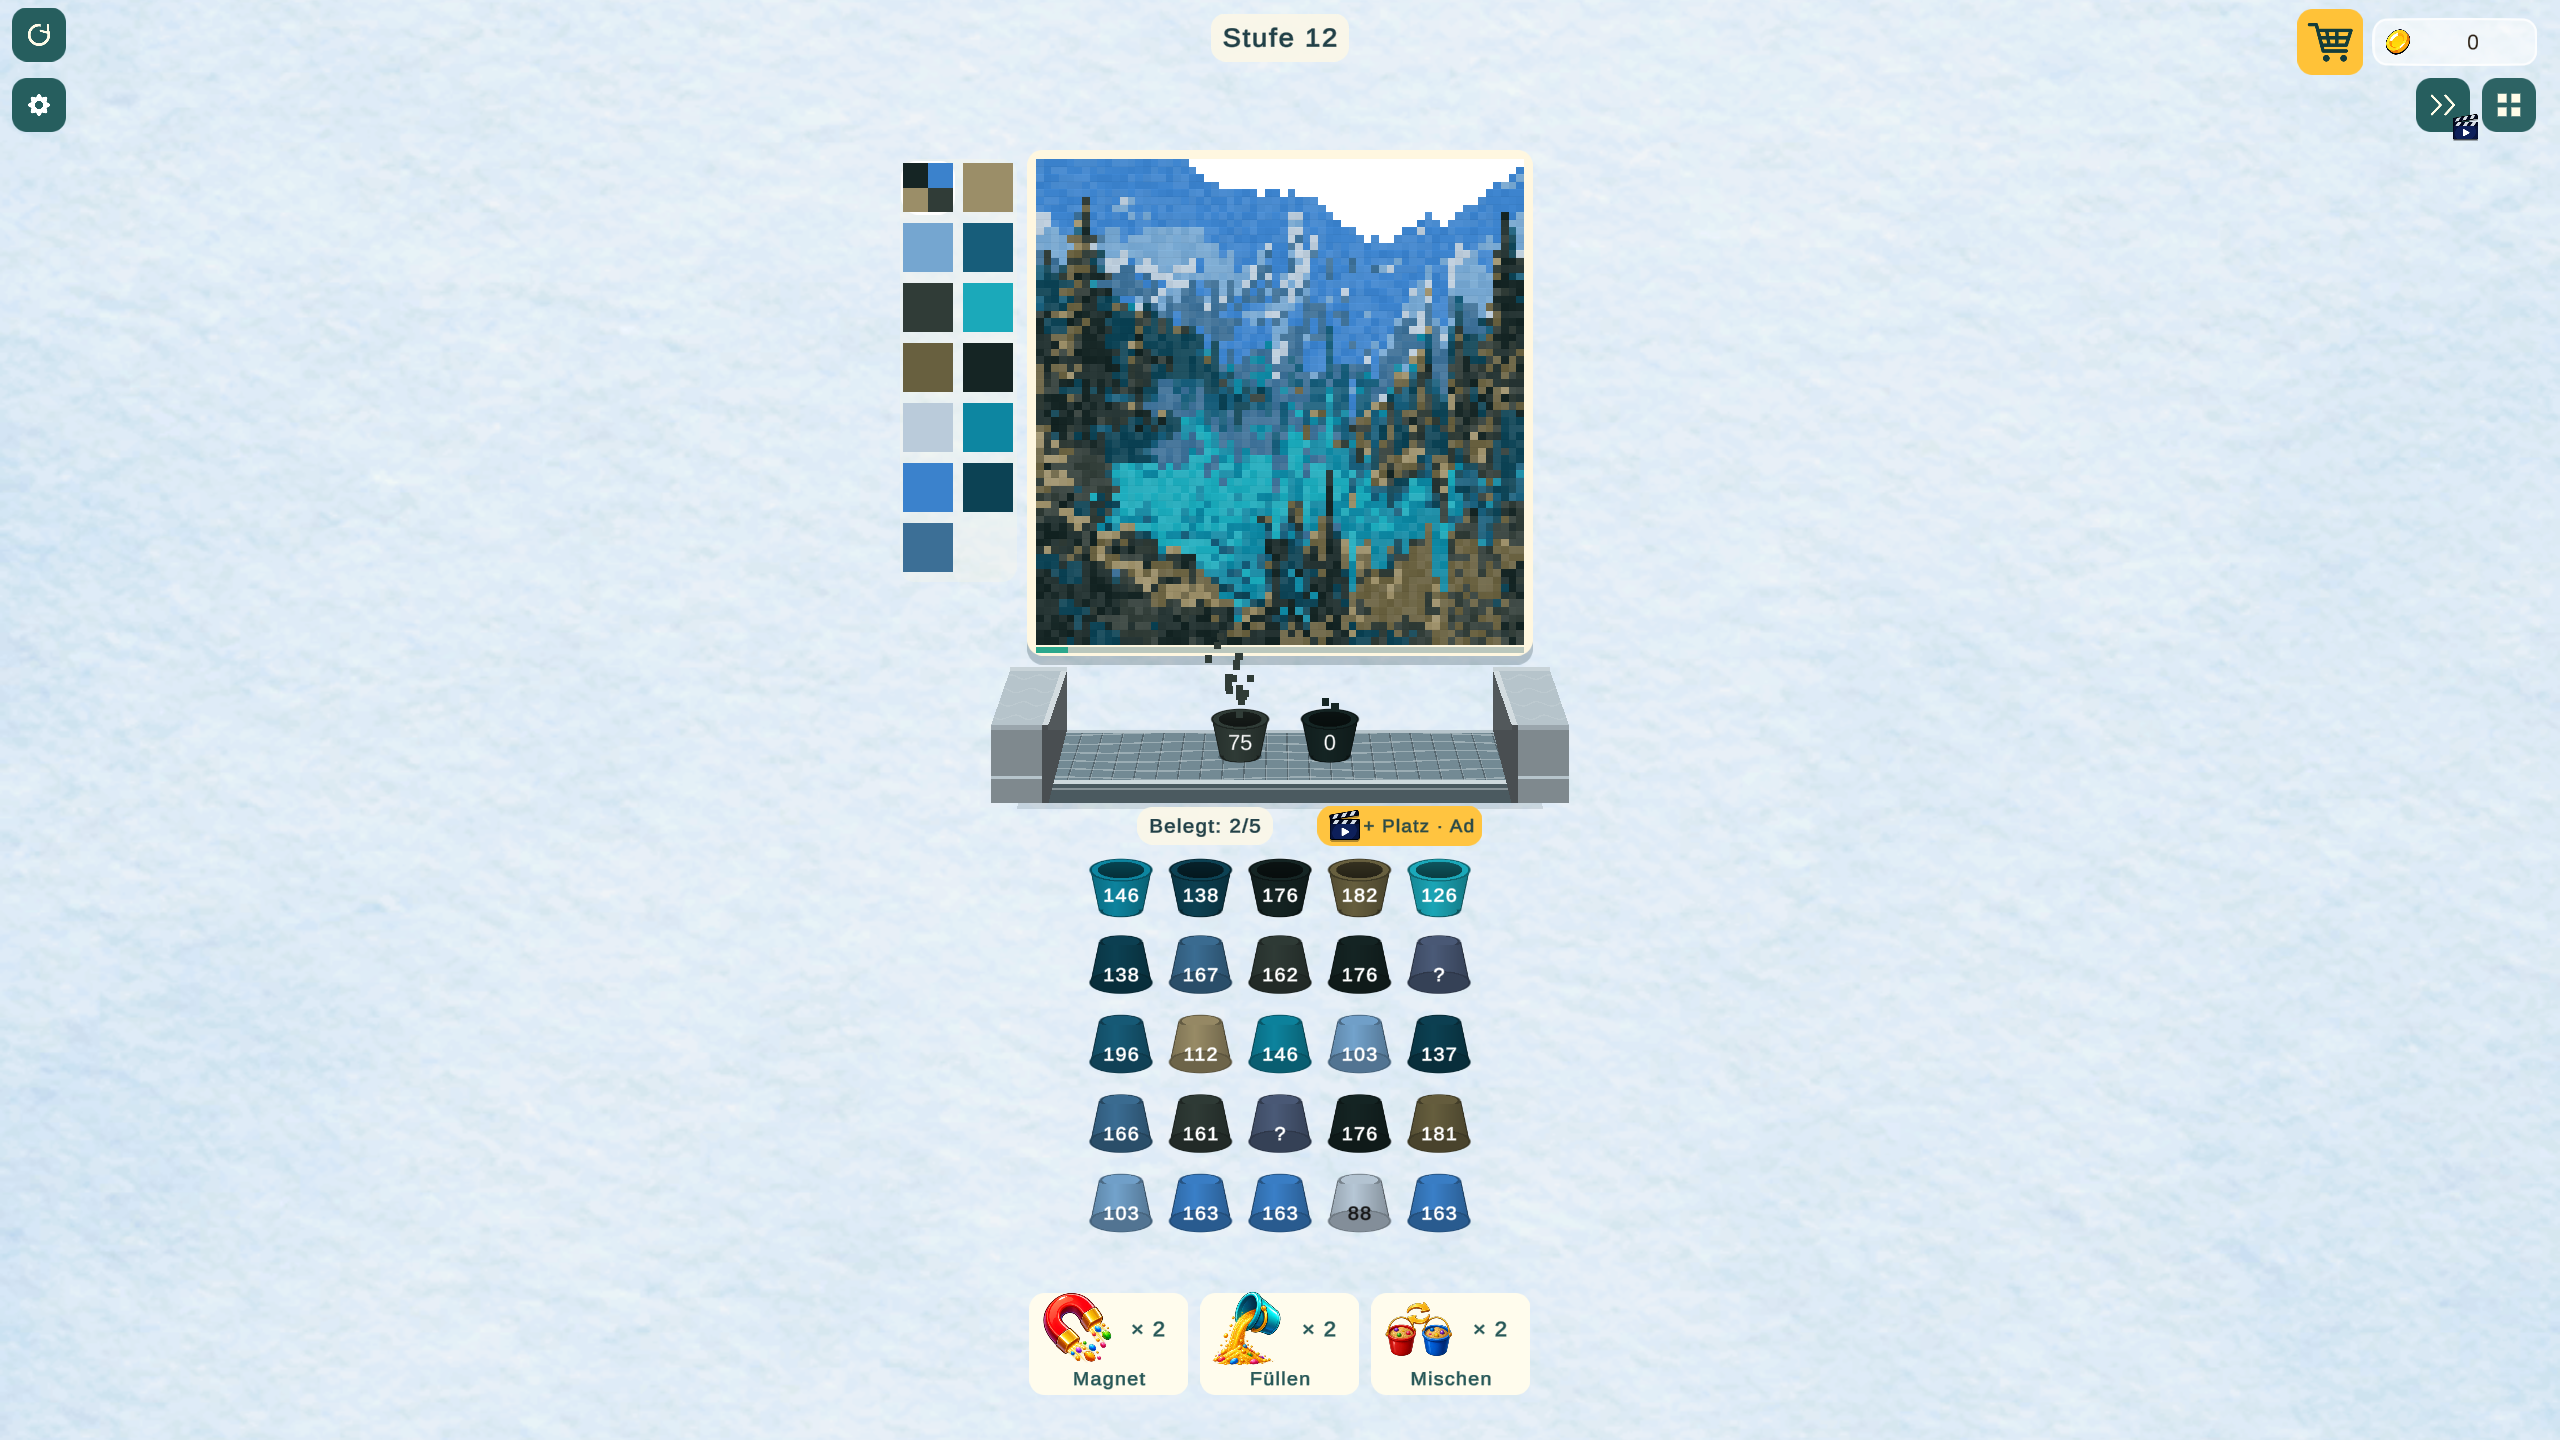 Stufe 12
0
75 0
Belegt: 2/5
+ Platz · Ad
146 138 176 182 126
138 167 162 176 ?
196 112 146 103 137
166 161 ? 176 181
103 163 163 88 163
× 2 × 2 × 2
Magnet Füllen Mischen